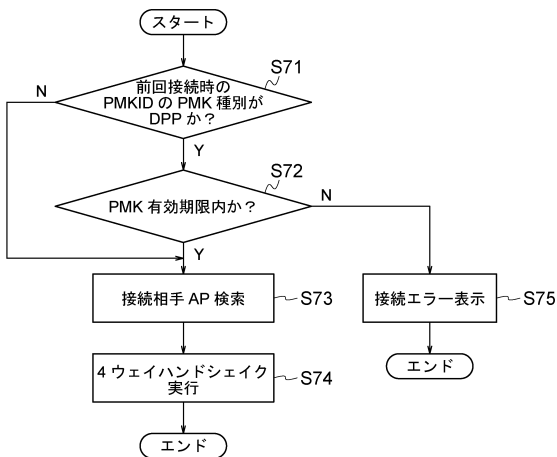 スタート
S71
前回接続時の
PMKID の PMK 種別が
DPP か？
N
Y
S72
PMK 有効期限内か？
N
Y
接続相手 AP 検索
S73
接続エラー表示
S75
4 ウェイハンドシェイク
実行
S74
エンド
エンド